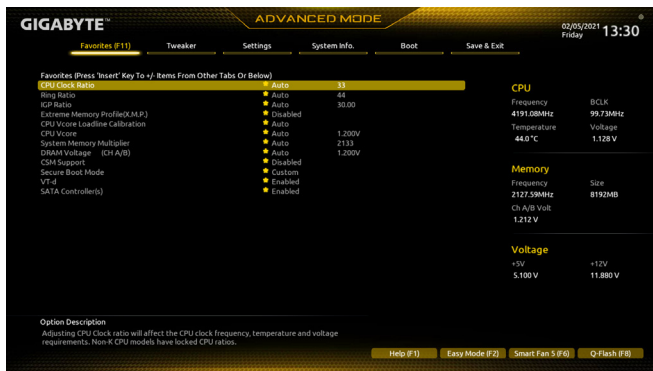 GIGABYTE™
ADVANCED MODE
02/05/2021 Friday 13:30
Favorites (F11) Tweaker Settings System Info. Boot Save & Exit
Favorites (Press 'Insert' Key To +/- Items From Other Tabs Or Below)
CPU Clock Ratio Auto 33
Ring Ratio Auto 44
IGP Ratio Auto 30.00
Extreme Memory Profile(X.M.P.) Disabled
CPU Vcore Loadline Calibration Auto
CPU Vcore Auto 1.200V
System Memory Multiplier Auto 2133
DRAM Voltage (CH A/B) Auto 1.200V
CSM Support Disabled
Secure Boot Mode Custom
VT-d Enabled
SATA Controller(s) Enabled
CPU
Frequency BCLK
4191.08MHz 99.73MHz
Temperature Voltage
44.0 °C 1.128 V
Memory
Frequency Size
2127.59MHz 8192MB
Ch A/B Volt
1.212 V
Voltage
+5V +12V
5.100 V 11.880 V
Option Description
Adjusting CPU Clock ratio will affect the CPU clock frequency, temperature and voltage
requirements. Non-K CPU models have locked CPU ratios.
Help (F1) Easy Mode (F2) Smart Fan 5 (F6) Q-Flash (F8)